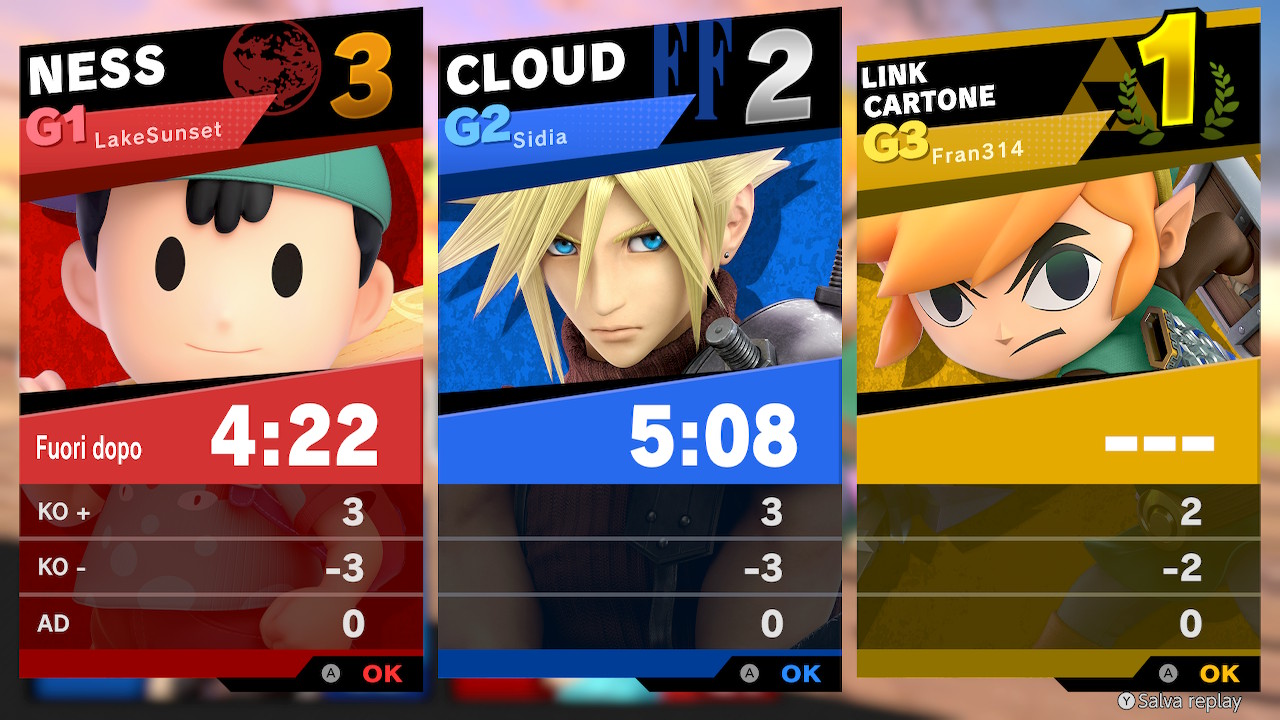 NESS
3
G1 LakeSunset
Fuori dopo 4:22
KO + 3
KO - -3
AD 0
A OK
CLOUD
FF
2
G2 Sidia
5:08
3
-3
0
A OK
LINK
CARTONE
1
G3 Fran314
---
2
-2
0
A OK
Y Salva replay